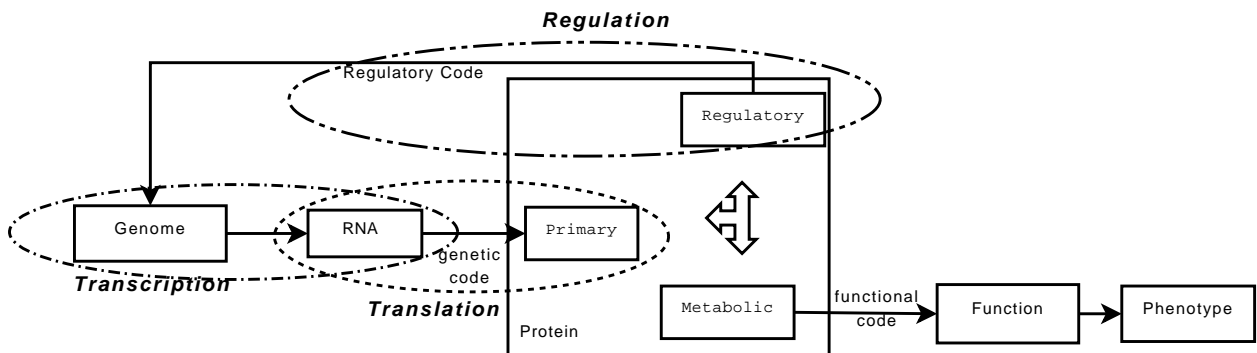 Regulation
Regulatory Code
Regulatory
Genome
RNA
Primary
genetic
code
Transcription
Translation
Metabolic
functional
code
Function
Phenotype
Protein